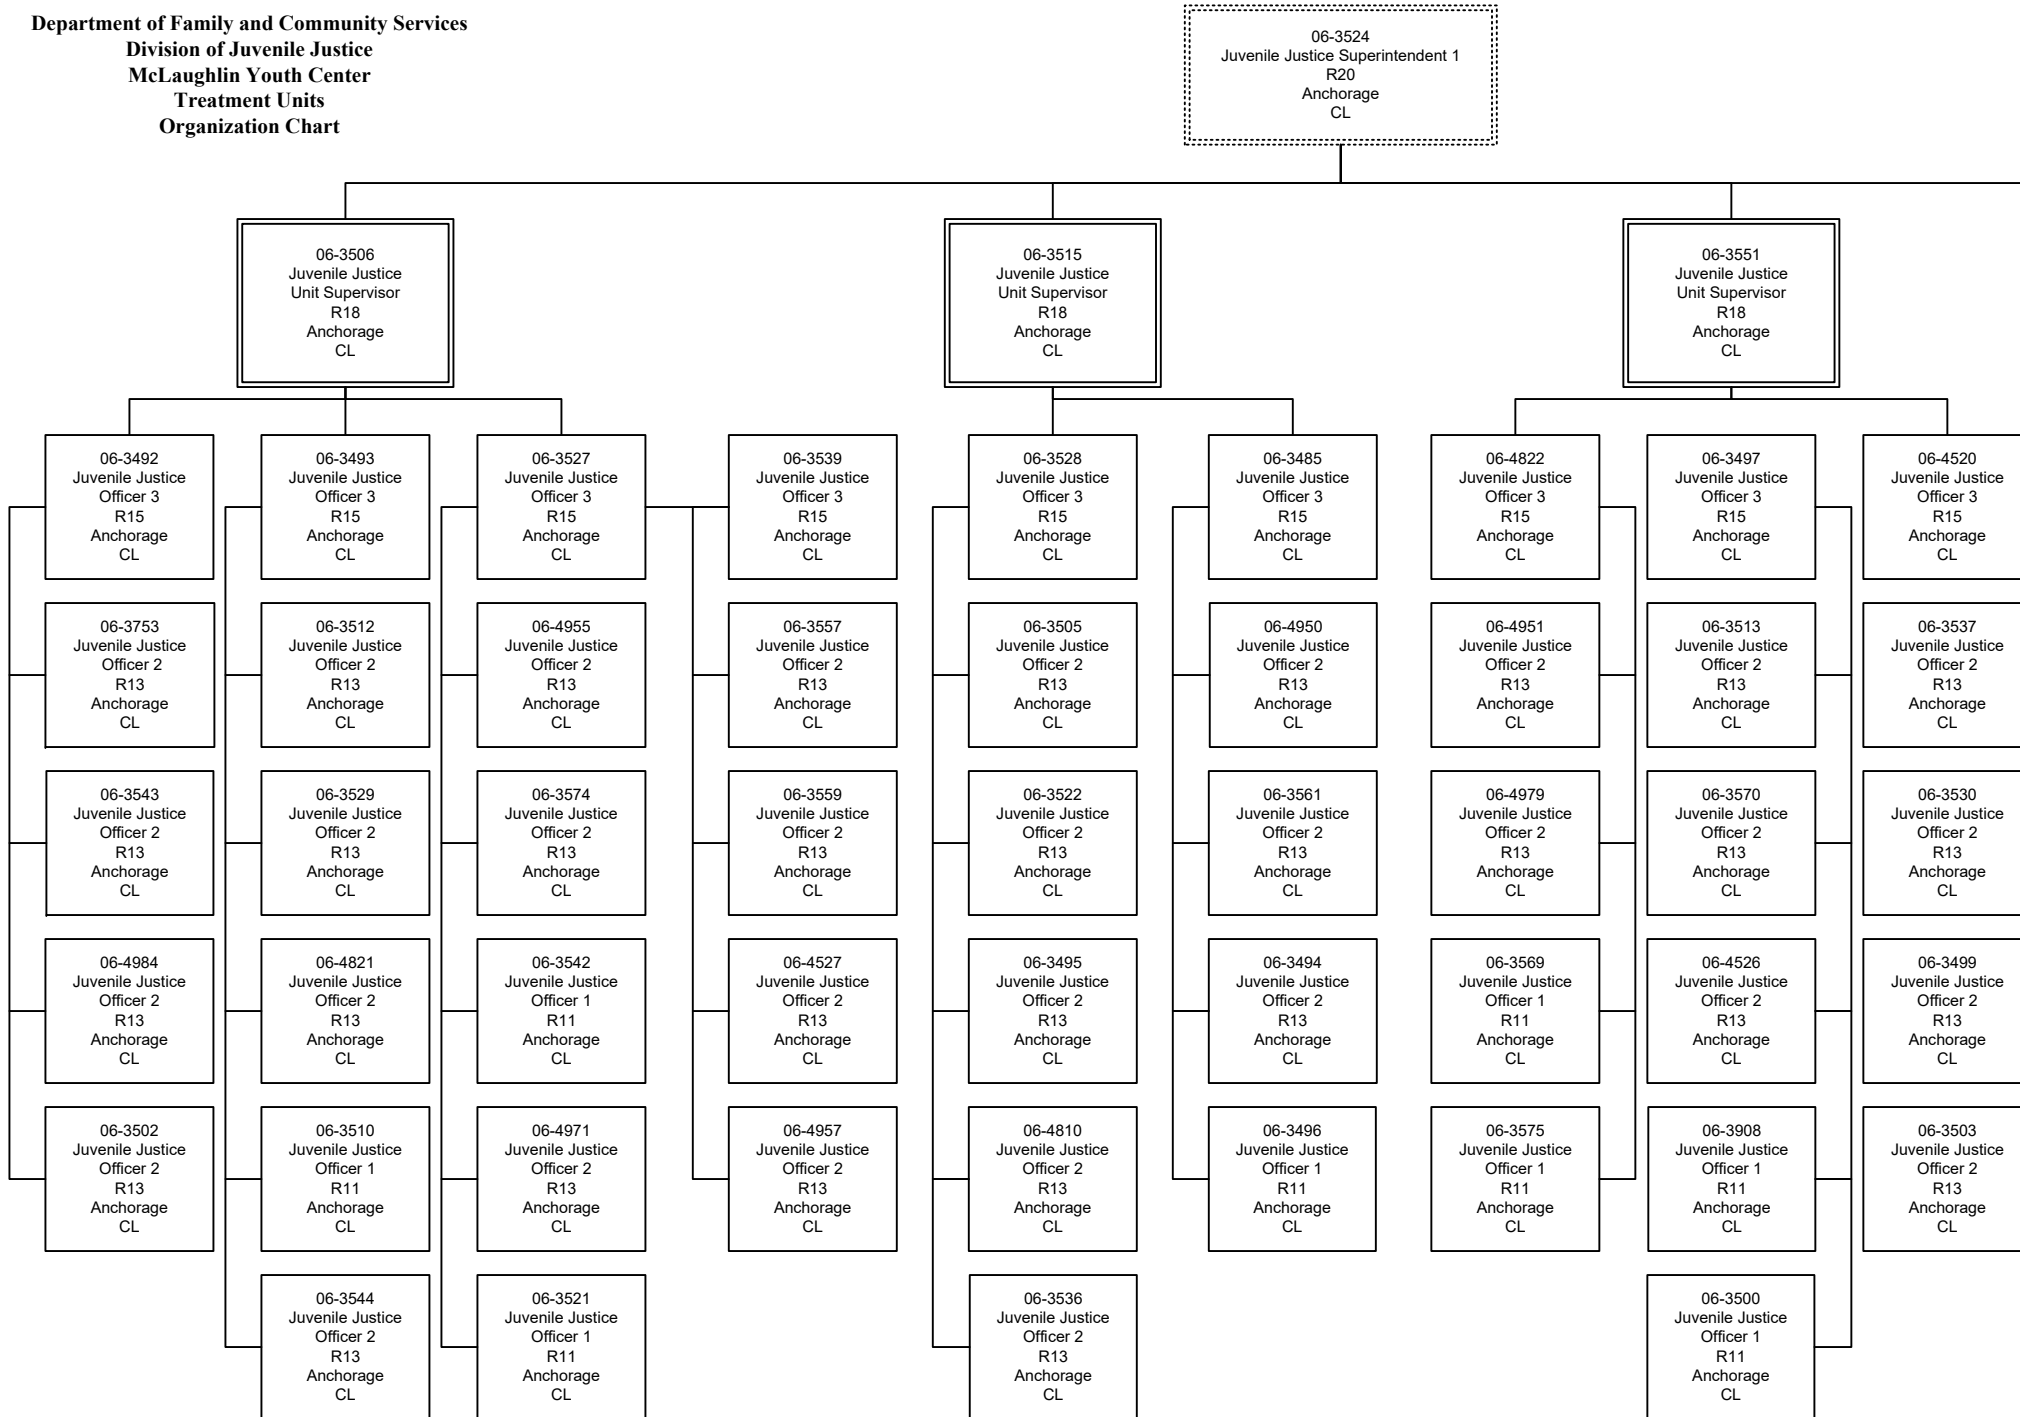 Department of Family and Community Services
Division of Juvenile Justice
McLaughlin Youth Center
Treatment Units
Organization Chart
06-3524
Juvenile Justice Superintendent 1
R20
Anchorage
CL
06-3506
Juvenile Justice
Unit Supervisor
R18
Anchorage
CL
06-3515
Juvenile Justice
Unit Supervisor
R18
Anchorage
CL
06-3551
Juvenile Justice
Unit Supervisor
R18
Anchorage
CL
06-3492
Juvenile Justice
Officer 3
R15
Anchorage
CL
06-3493
Juvenile Justice
Officer 3
R15
Anchorage
CL
06-3527
Juvenile Justice
Officer 3
R15
Anchorage
CL
06-3539
Juvenile Justice
Officer 3
R15
Anchorage
CL
06-3528
Juvenile Justice
Officer 3
R15
Anchorage
CL
06-3485
Juvenile Justice
Officer 3
R15
Anchorage
CL
06-4822
Juvenile Justice
Officer 3
R15
Anchorage
CL
06-3497
Juvenile Justice
Officer 3
R15
Anchorage
CL
06-4520
Juvenile Justice
Officer 3
R15
Anchorage
CL
06-3753
Juvenile Justice
Officer 2
R13
Anchorage
CL
06-3512
Juvenile Justice
Officer 2
R13
Anchorage
CL
06-4955
Juvenile Justice
Officer 2
R13
Anchorage
CL
06-3557
Juvenile Justice
Officer 2
R13
Anchorage
CL
06-3505
Juvenile Justice
Officer 2
R13
Anchorage
CL
06-4950
Juvenile Justice
Officer 2
R13
Anchorage
CL
06-4951
Juvenile Justice
Officer 2
R13
Anchorage
CL
06-3513
Juvenile Justice
Officer 2
R13
Anchorage
CL
06-3537
Juvenile Justice
Officer 2
R13
Anchorage
CL
06-3543
Juvenile Justice
Officer 2
R13
Anchorage
CL
06-3529
Juvenile Justice
Officer 2
R13
Anchorage
CL
06-3574
Juvenile Justice
Officer 2
R13
Anchorage
CL
06-3559
Juvenile Justice
Officer 2
R13
Anchorage
CL
06-3522
Juvenile Justice
Officer 2
R13
Anchorage
CL
06-3561
Juvenile Justice
Officer 2
R13
Anchorage
CL
06-4979
Juvenile Justice
Officer 2
R13
Anchorage
CL
06-3570
Juvenile Justice
Officer 2
R13
Anchorage
CL
06-3530
Juvenile Justice
Officer 2
R13
Anchorage
CL
06-4984
Juvenile Justice
Officer 2
R13
Anchorage
CL
06-4821
Juvenile Justice
Officer 2
R13
Anchorage
CL
06-3542
Juvenile Justice
Officer 1
R11
Anchorage
CL
06-4527
Juvenile Justice
Officer 2
R13
Anchorage
CL
06-3495
Juvenile Justice
Officer 2
R13
Anchorage
CL
06-3494
Juvenile Justice
Officer 2
R13
Anchorage
CL
06-3569
Juvenile Justice
Officer 1
R11
Anchorage
CL
06-4526
Juvenile Justice
Officer 2
R13
Anchorage
CL
06-3499
Juvenile Justice
Officer 2
R13
Anchorage
CL
06-3502
Juvenile Justice
Officer 2
R13
Anchorage
CL
06-3510
Juvenile Justice
Officer 1
R11
Anchorage
CL
06-4971
Juvenile Justice
Officer 2
R13
Anchorage
CL
06-4957
Juvenile Justice
Officer 2
R13
Anchorage
CL
06-4810
Juvenile Justice
Officer 2
R13
Anchorage
CL
06-3496
Juvenile Justice
Officer 1
R11
Anchorage
CL
06-3575
Juvenile Justice
Officer 1
R11
Anchorage
CL
06-3908
Juvenile Justice
Officer 1
R11
Anchorage
CL
06-3503
Juvenile Justice
Officer 2
R13
Anchorage
CL
06-3544
Juvenile Justice
Officer 2
R13
Anchorage
CL
06-3521
Juvenile Justice
Officer 1
R11
Anchorage
CL
06-3536
Juvenile Justice
Officer 2
R13
Anchorage
CL
06-3500
Juvenile Justice
Officer 1
R11
Anchorage
CL